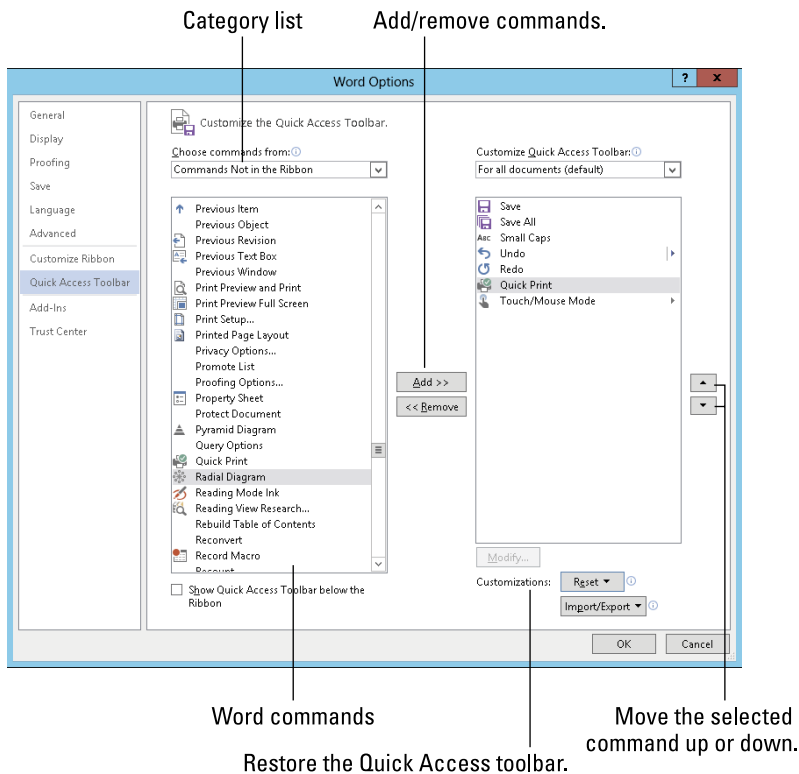 Category list
Add/remove commands.
Word Options
? x
General
Display
Proofing
Save
Language
Advanced
Customize Ribbon
Quick Access Toolbar
Add-Ins
Trust Center
Customize the Quick Access Toolbar.
Choose commands from:
Commands Not in the Ribbon
Previous Item
Previous Object
Previous Revision
Previous Text Box
Previous Window
Print Preview and Print
Print Preview Full Screen
Print Setup...
Printed Page Layout
Privacy Options...
Promote List
Proofing Options...
Property Sheet
Protect Document
Pyramid Diagram
Query Options
Quick Print
Radial Diagram
Reading Mode Ink
Reading View Research...
Rebuild Table of Contents
Reconvert
Record Macro
Recount
Show Quick Access Toolbar below the
Ribbon
Add >>
<< Remove
Customize Quick Access Toolbar:
For all documents (default)
Save
Save All
ABC Small Caps
Undo
Redo
Quick Print
Touch/Mouse Mode
Modify...
Customizations:
Reset
Import/Export
OK
Cancel
Word commands
Move the selected
command up or down.
Restore the Quick Access toolbar.